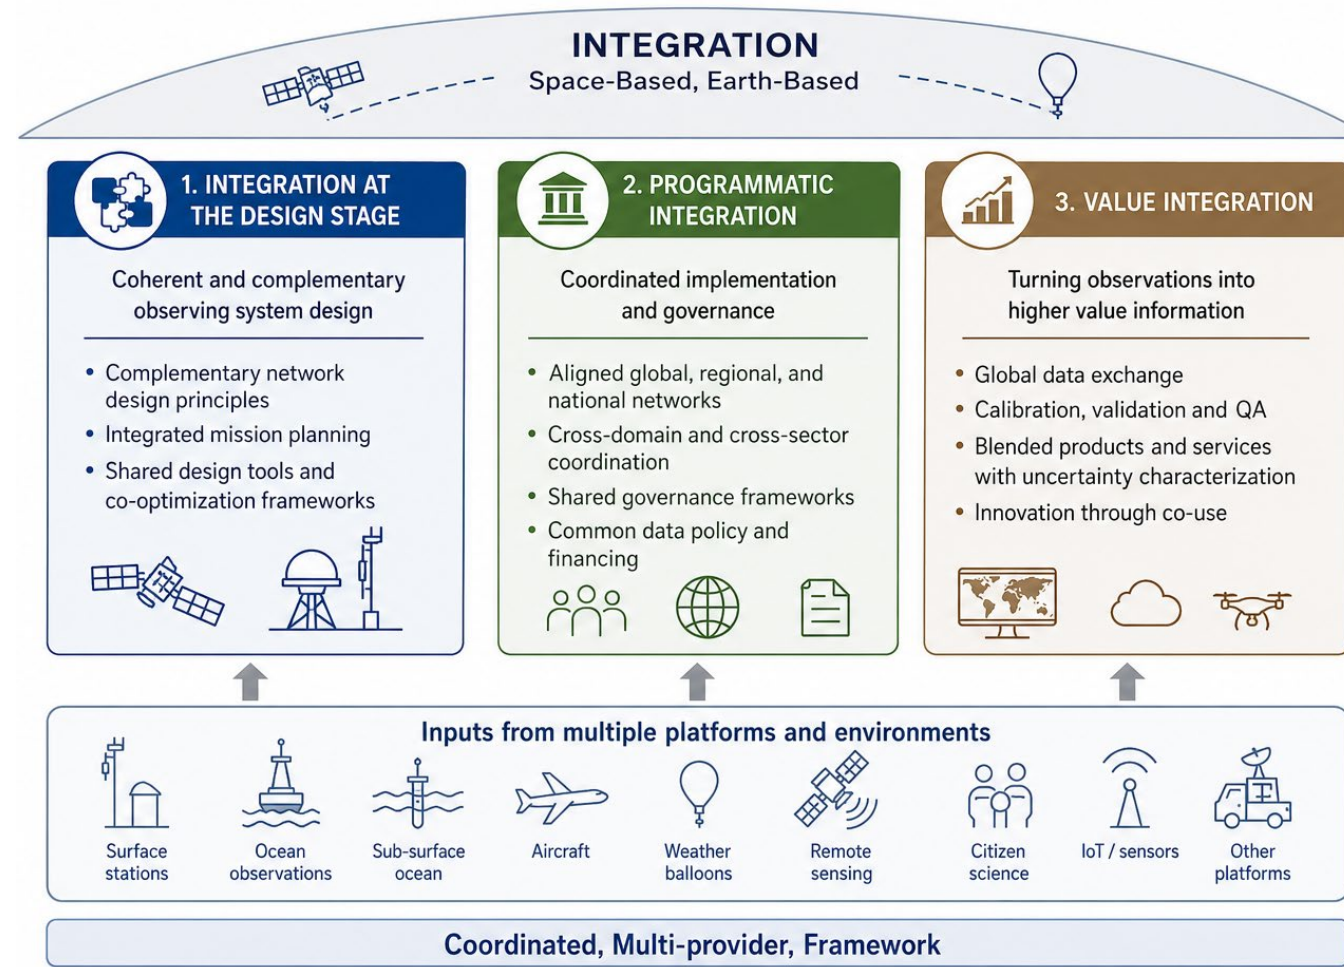 INTEGRATION
Space-Based, Earth-Based
1. INTEGRATION AT
THE DESIGN STAGE
Coherent and complementary
observing system design
• Complementary network
design principles
• Integrated mission planning
• Shared design tools and
co-optimization frameworks
2. PROGRAMMATIC
INTEGRATION
Coordinated implementation
and governance
• Aligned global, regional, and
national networks
• Cross-domain and cross-sector
coordination
• Shared governance frameworks
• Common data policy and
financing
3. VALUE INTEGRATION
Turning observations into
higher value information
• Global data exchange
• Calibration, validation and QA
• Blended products and services
with uncertainty characterization
• Innovation through co-use
Inputs from multiple platforms and environments
Surface
stations
Ocean
observations
Sub-surface
ocean
Aircraft
Weather
balloons
Remote
sensing
Citizen
science
IoT / sensors
Other
platforms
Coordinated, Multi-provider, Framework